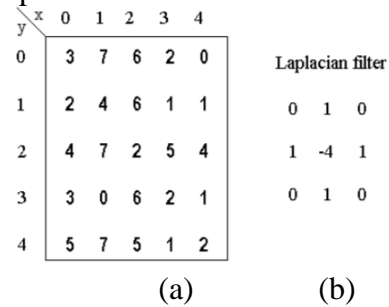 x 0 1 2 3 4
y
0 3 7 6 2 0
Laplacian filter
1 2 4 6 1 1
0 1 0
2 4 7 2 5 4
1 -4 1
3 3 0 6 2 1
0 1 0
4 5 7 5 1 2
(a) (b)